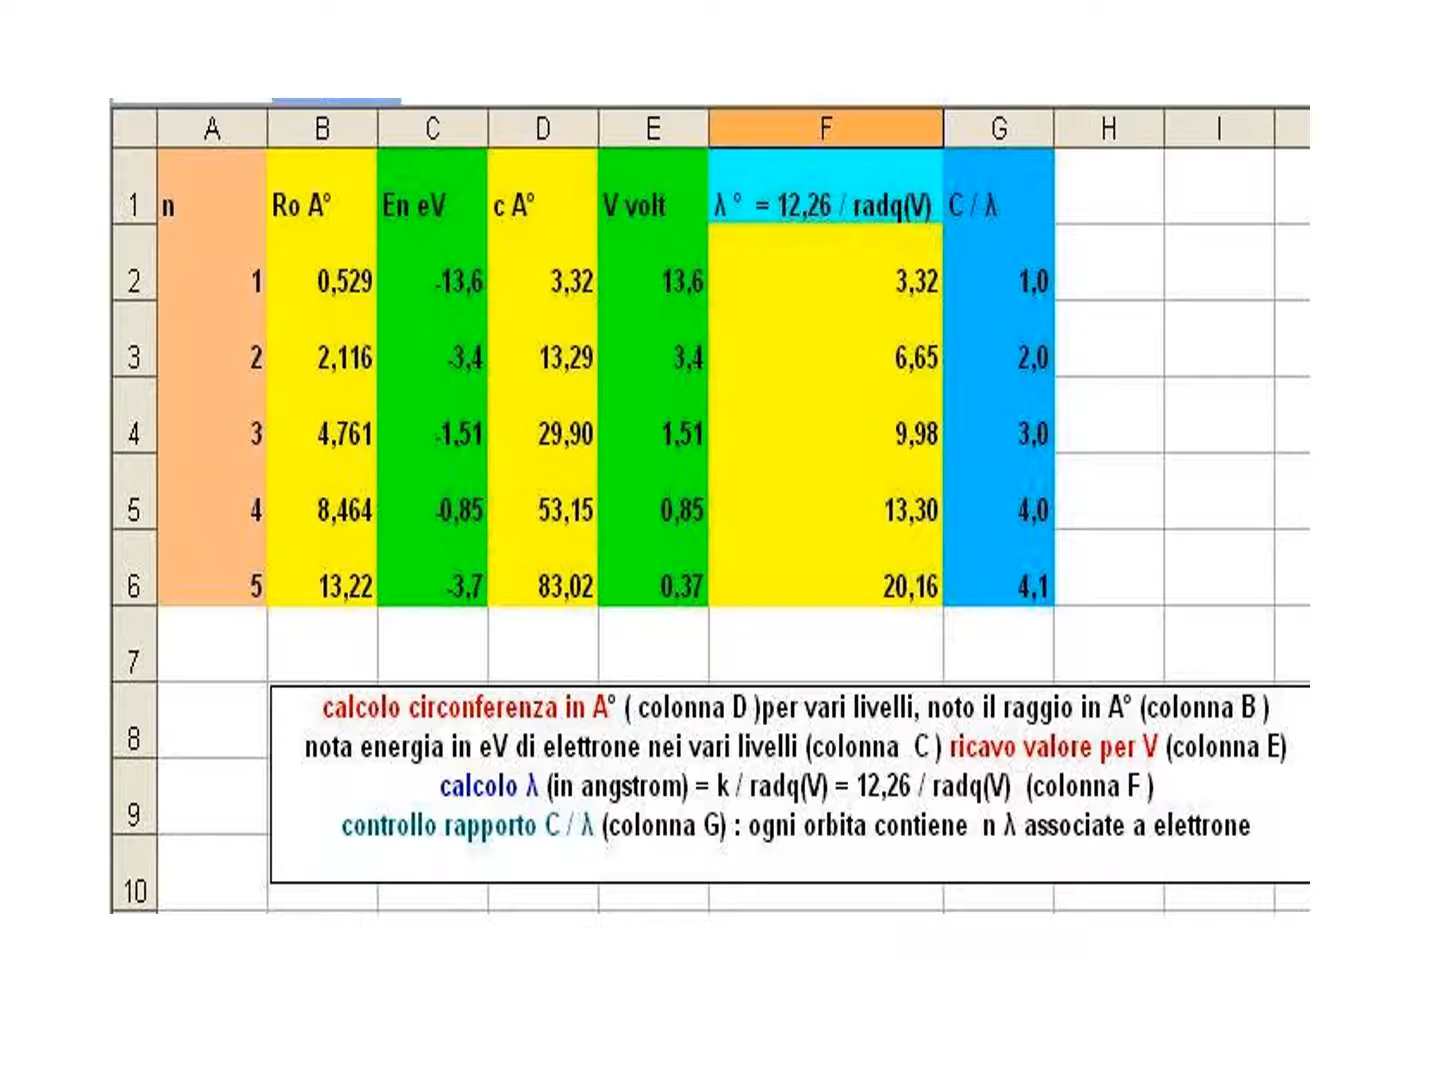 A B C D E F G H I
1 n Ro A° En eV c A° V volt λ ° = 12,26 / radq(V) C / λ
2 1 0,529 -13,6 3,32 13,6 3,32 1,0
3 2 2,116 -3,4 13,29 3,4 6,65 2,0
4 3 4,761 -1,51 29,90 1,51 9,98 3,0
5 4 8,464 -0,85 53,15 0,85 13,30 4,0
6 5 13,22 -3,7 83,02 0,37 20,16 4,1
7
8
9
10
calcolo circonferenza in A° ( colonna D )per vari livelli, noto il raggio in A° (colonna B )
nota energia in eV di elettrone nei vari livelli (colonna C ) ricavo valore per V (colonna E)
calcolo λ (in angstrom) = k / radq(V) = 12,26 / radq(V) (colonna F )
controllo rapporto C / λ (colonna G) : ogni orbita contiene n λ associate a elettrone